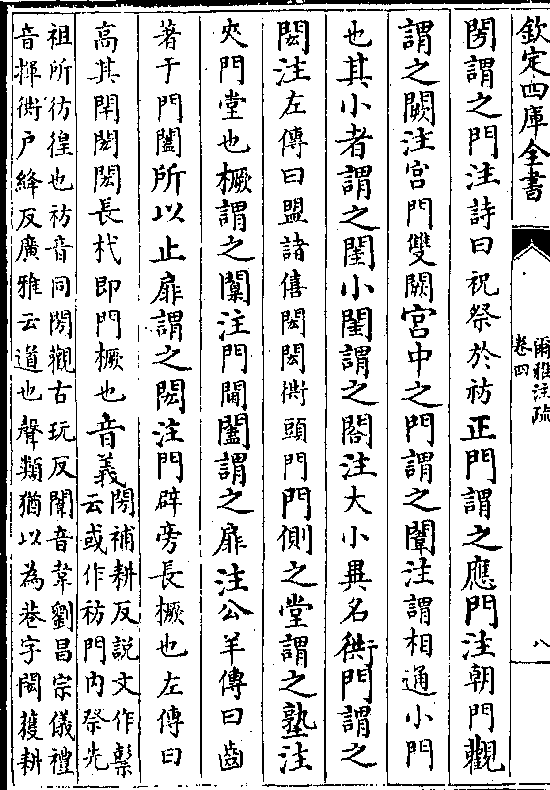 欽定四庫全書
爾雅注疏
卷四
八
閍謂之門注詩曰祝祭於祊正門謂之應門注朝門觀
謂之闕注宫門雙闕宫中之門謂之闈注謂相通小門
也其小者謂之閨小閨謂之閤注大小異名衖門謂之
閎注左傳曰盟諸僖閎閎衖頭門門側之堂謂之塾注
夾門堂也橛謂之闑注門閫闔謂之扉注公羊傳曰齒
著于門闔所以止扉謂之閎注門辟旁長橛也左傳曰
高其閈閎閎長杙即門橛也音義閍補耕反説文作䰃
云或作祊門内祭先
祖所彷徨也祊音同閍觀古玩反闈音韋劉昌宗儀禮
音揮衖户絳反廣雅云道也聲類猶以為巷字閎獲耕